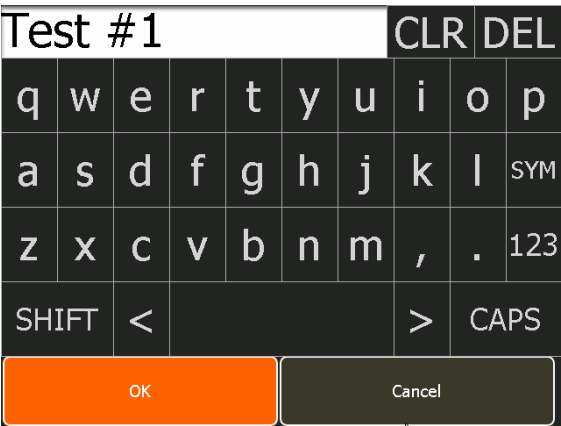 Test #1 CLR DEL
q w e r t y u i o p
a s d f g h j k l SYM
z x c v b n m , . 123
SHIFT < > CAPS
OK Cancel